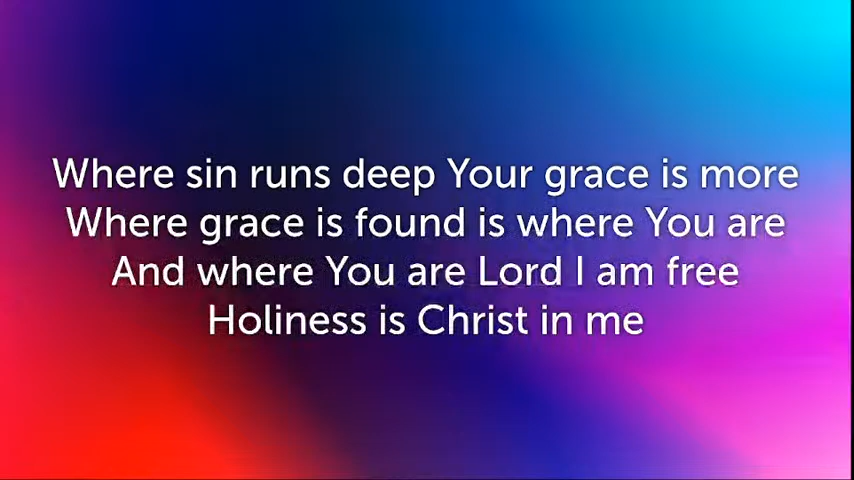 Where sin runs deep Your grace is more
Where grace is found is where You are
And where You are Lord I am free
Holiness is Christ in me